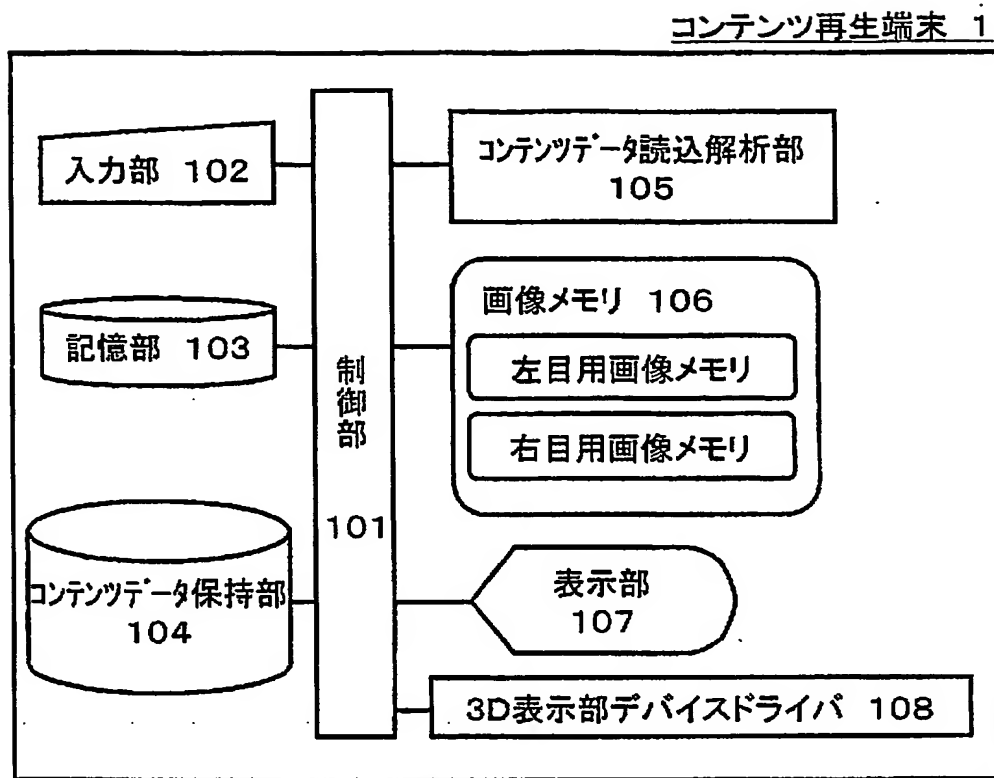 コンテンツ再生端末 1
入力部 102
記憶部 103
コンテンツデータ保持部
104
制御部
101
コンテンツデータ読込解析部
105
画像メモリ 106
左目用画像メモリ
右目用画像メモリ
表示部
107
3D表示部デバイスドライバ 108